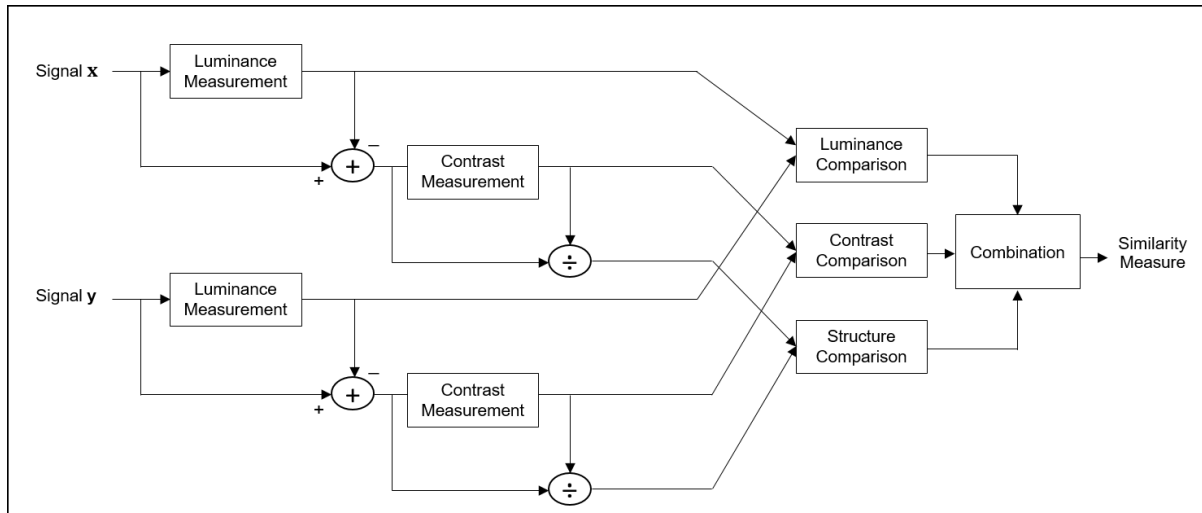 Signal x
Luminance
Measurement
−
+
+
Contrast
Measurement
÷
Signal y
Luminance
Measurement
−
+
+
Contrast
Measurement
÷
Luminance
Comparison
Contrast
Comparison
Structure
Comparison
Combination
Similarity
Measure